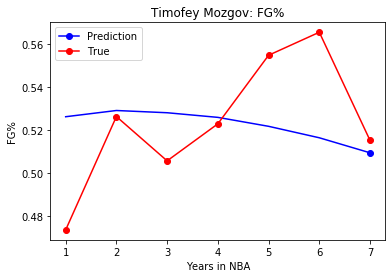 Timofey Mozgov: FG%
Prediction
True
0.56
0.54
0.52
0.50
0.48
FG%
1 2 3 4 5 6 7
Years in NBA